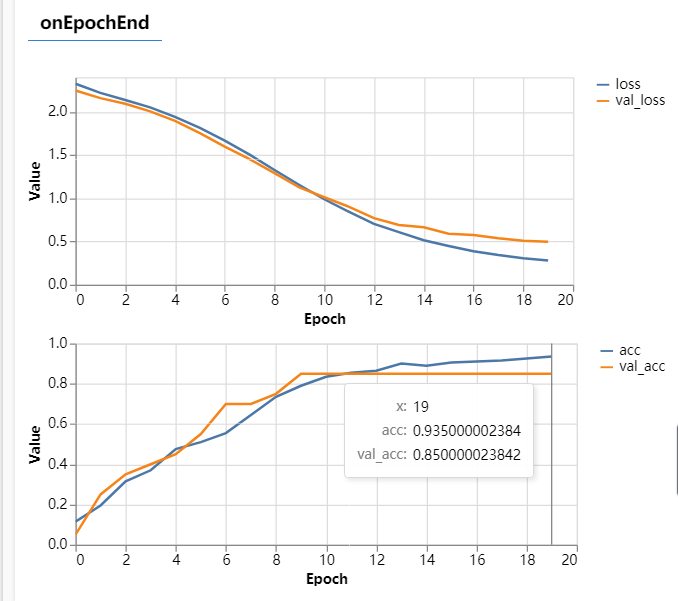 onEpochEnd
loss
val_loss
Value
2.0
1.5
1.0
0.5
0.0
0 2 4 6 8 10 12 14 16 18 20
Epoch
acc
val_acc
Value
1.0
0.8
0.6
0.4
0.2
0.0
x: 19
acc: 0.935000002384
val_acc: 0.850000023842
0 2 4 6 8 10 12 14 16 18 20
Epoch